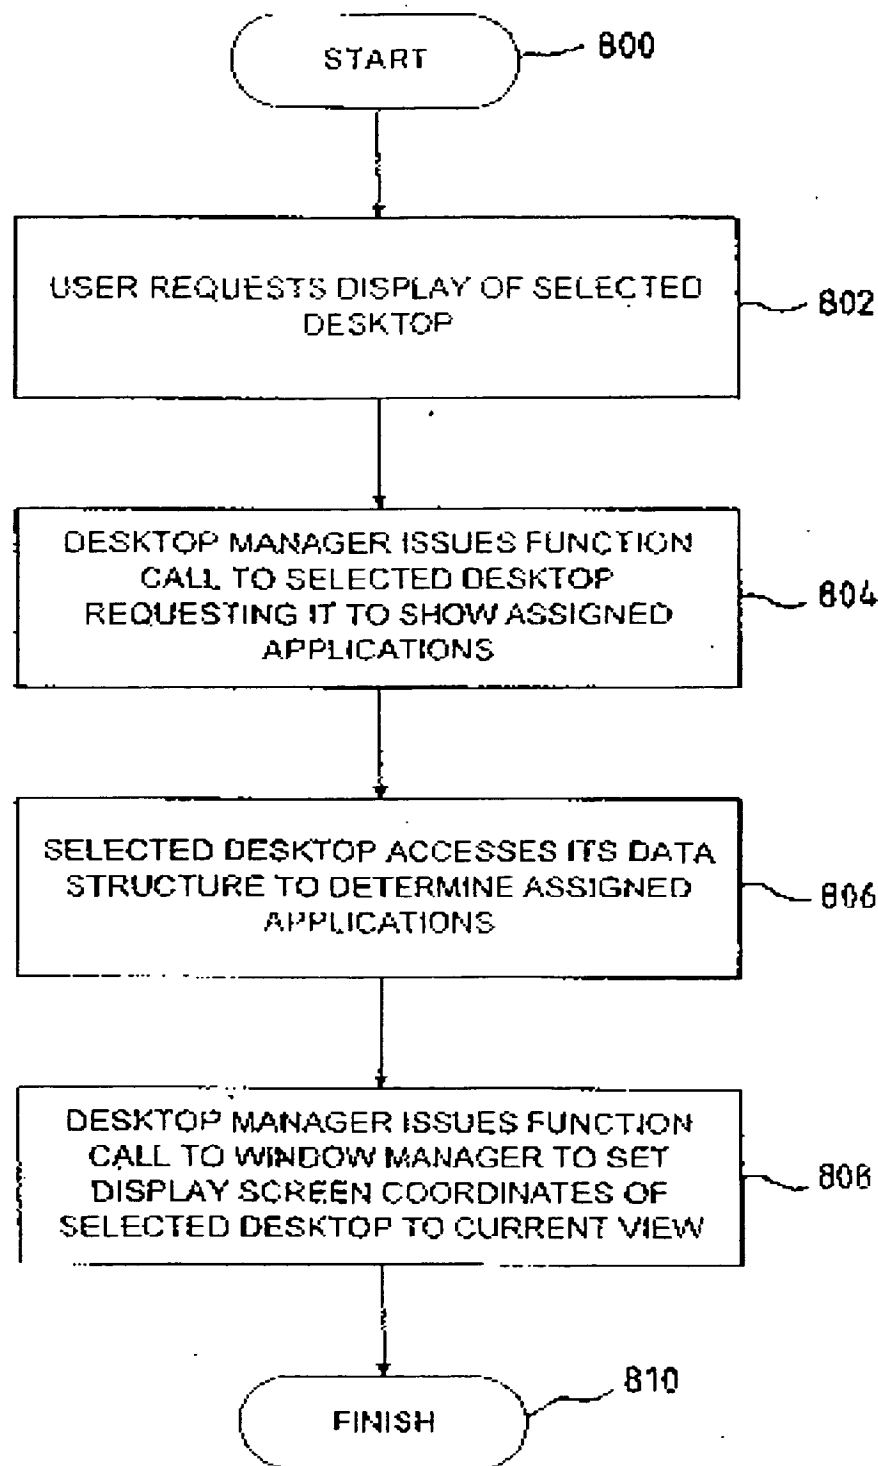 START
800
USER REQUESTS DISPLAY OF SELECTED
DESKTOP
802
DESKTOP MANAGER ISSUES FUNCTION
CALL TO SELECTED DESKTOP
REQUESTING IT TO SHOW ASSIGNED
APPLICATIONS
804
SELECTED DESKTOP ACCESSES ITS DATA
STRUCTURE TO DETERMINE ASSIGNED
APPLICATIONS
806
DESKTOP MANAGER ISSUES FUNCTION
CALL TO WINDOW MANAGER TO SET
DISPLAY SCREEN COORDINATES OF
SELECTED DESKTOP TO CURRENT VIEW
808
FINISH
810